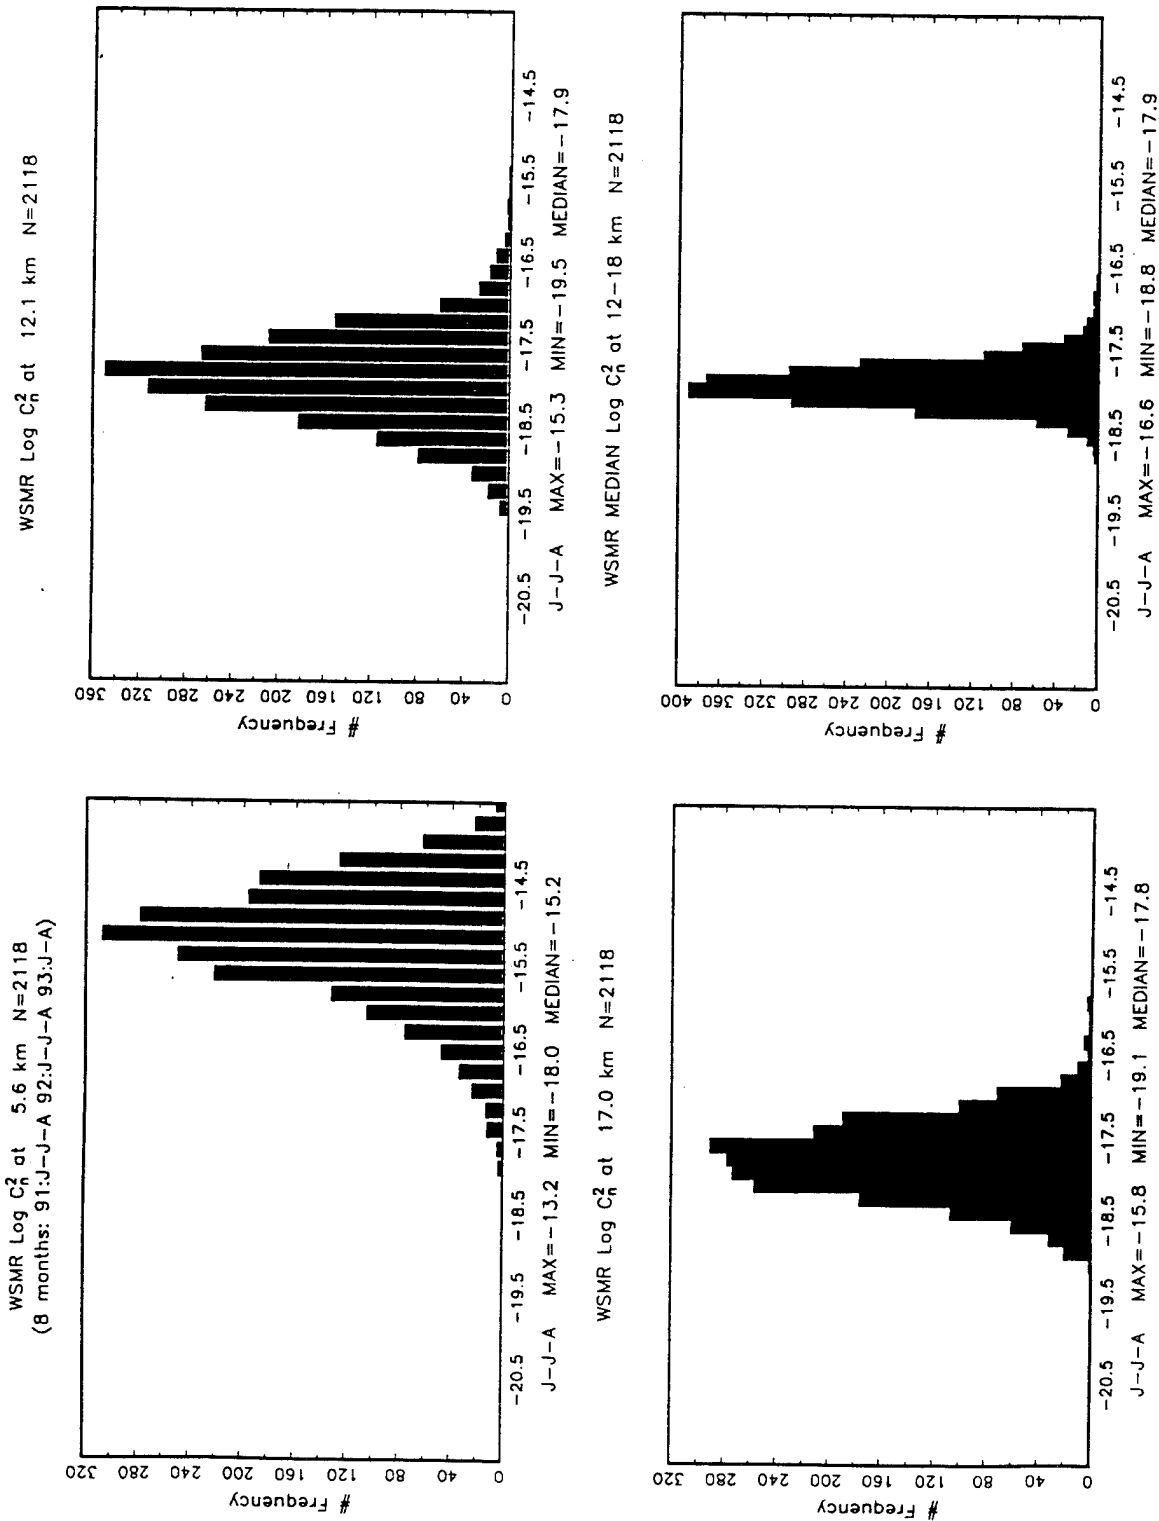 WSMR Log C²n at 5.6 km N=2118
(8 months: 91:J-J-A 92:J-J-A 93:J-A)
# Frequency
320
280
240
200
160
120
80
40
0
-20.5 -19.5 -18.5 -17.5 -16.5 -15.5 -14.5
J-J-A MAX=-13.2 MIN=-18.0 MEDIAN=-15.2
WSMR Log C²n at 12.1 km N=2118
# Frequency
360
320
280
240
200
160
120
80
40
0
-20.5 -19.5 -18.5 -17.5 -16.5 -15.5 -14.5
J-J-A MAX=-15.3 MIN=-19.5 MEDIAN=-17.9
WSMR Log C²n at 17.0 km N=2118
# Frequency
320
280
240
200
160
120
80
40
0
-20.5 -19.5 -18.5 -17.5 -16.5 -15.5 -14.5
J-J-A MAX=-15.8 MIN=-19.1 MEDIAN=-17.8
WSMR MEDIAN Log C²n at 12-18 km N=2118
# Frequency
400
360
320
280
240
200
160
120
80
40
0
-20.5 -19.5 -18.5 -17.5 -16.5 -15.5 -14.5
J-J-A MAX=-16.6 MIN=-18.8 MEDIAN=-17.9